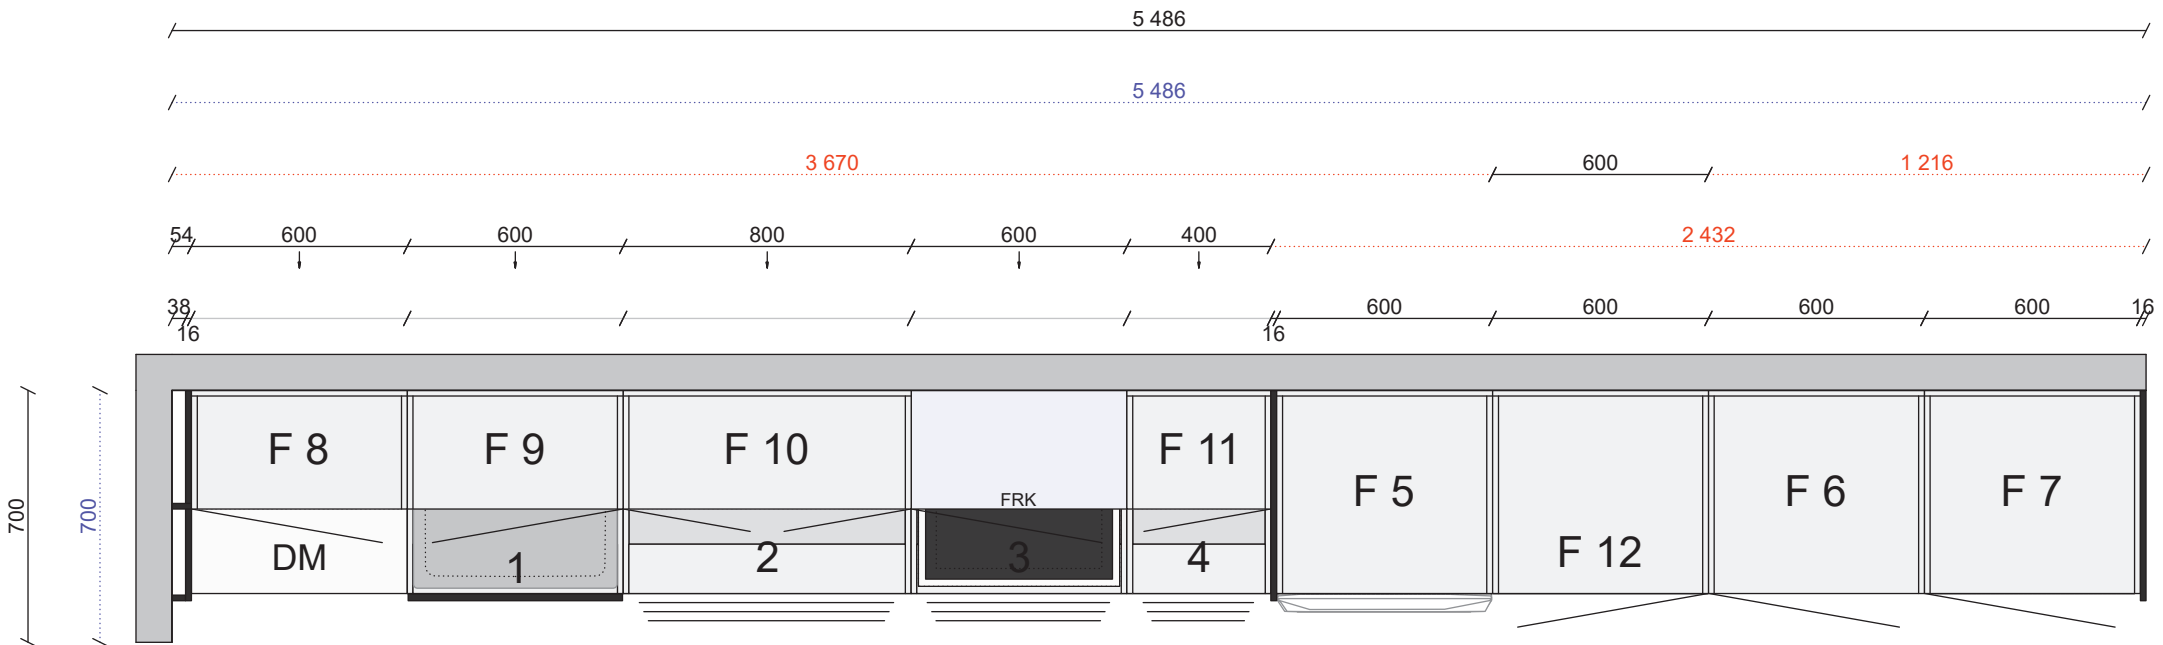 5 486
5 486
3 670 600 1 216
54 600 600 800 600 400 2 432
38 600 600 600 600 16
16 16
F 8 F 9 F 10 F 11
F 5 F 6 F 7
FRK
700 700
DM 1 2 3 4 F 12